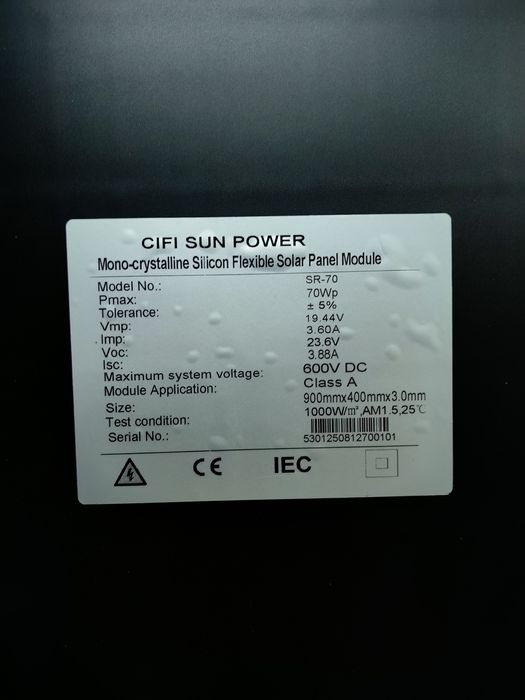 CIFI SUN POWER
Mono-crystalline Silicon Flexible Solar Panel Module
Model No.: SR-70
Pmax: 70Wp
Tolerance: ± 5%
Vmp: 19.44V
Imp: 3.60A
Voc: 23.6V
Isc: 3.88A
Maximum system voltage: 600V DC
Module Application: Class A
Size: 900mmx400mmx3.0mm
Test condition: 1000W/m²,AM1.5,25℃
Serial No.: 5301250812700101
CE IEC